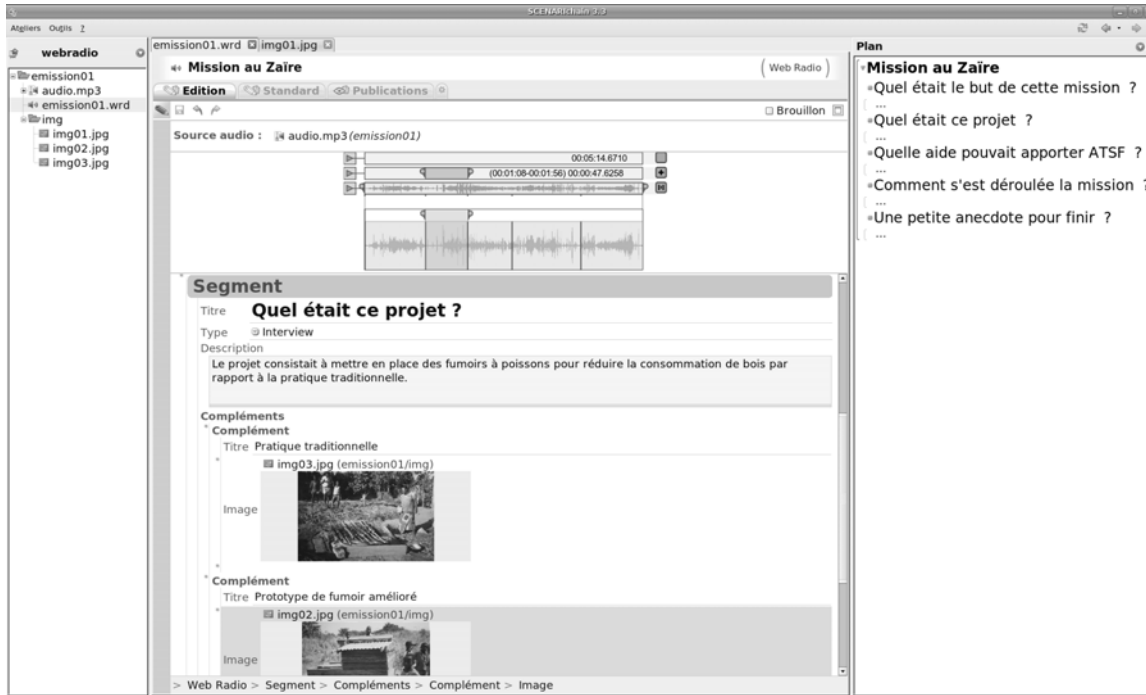 SCENARIchain 3.3
Ateliers Outils ?
webradio
emission01
audio.mp3
emission01.wrd
img
img01.jpg
img02.jpg
img03.jpg
emission01.wrd img01.jpg
Mission au Zaïre
( Web Radio )
Edition Standard Publications
Brouillon
Source audio : audio.mp3 (emission01)
00:05:14.6710
(00:01:08-00:01:56) 00:00:47.6258
Segment
Titre Quel était ce projet ?
Type Interview
Description
Le projet consistait à mettre en place des fumoirs à poissons pour réduire la consommation de bois par
rapport à la pratique traditionnelle.
Compléments
Complément
Titre Pratique traditionnelle
img03.jpg (emission01/img)
Image
Complément
Titre Prototype de fumoir amélioré
img02.jpg (emission01/img)
Image
> Web Radio > Segment > Compléments > Complément > Image
Plan
Mission au Zaïre
Quel était le but de cette mission ?
...
Quel était ce projet ?
...
Quelle aide pouvait apporter ATSF ?
...
Comment s'est déroulée la mission ?
...
Une petite anecdote pour finir ?
...